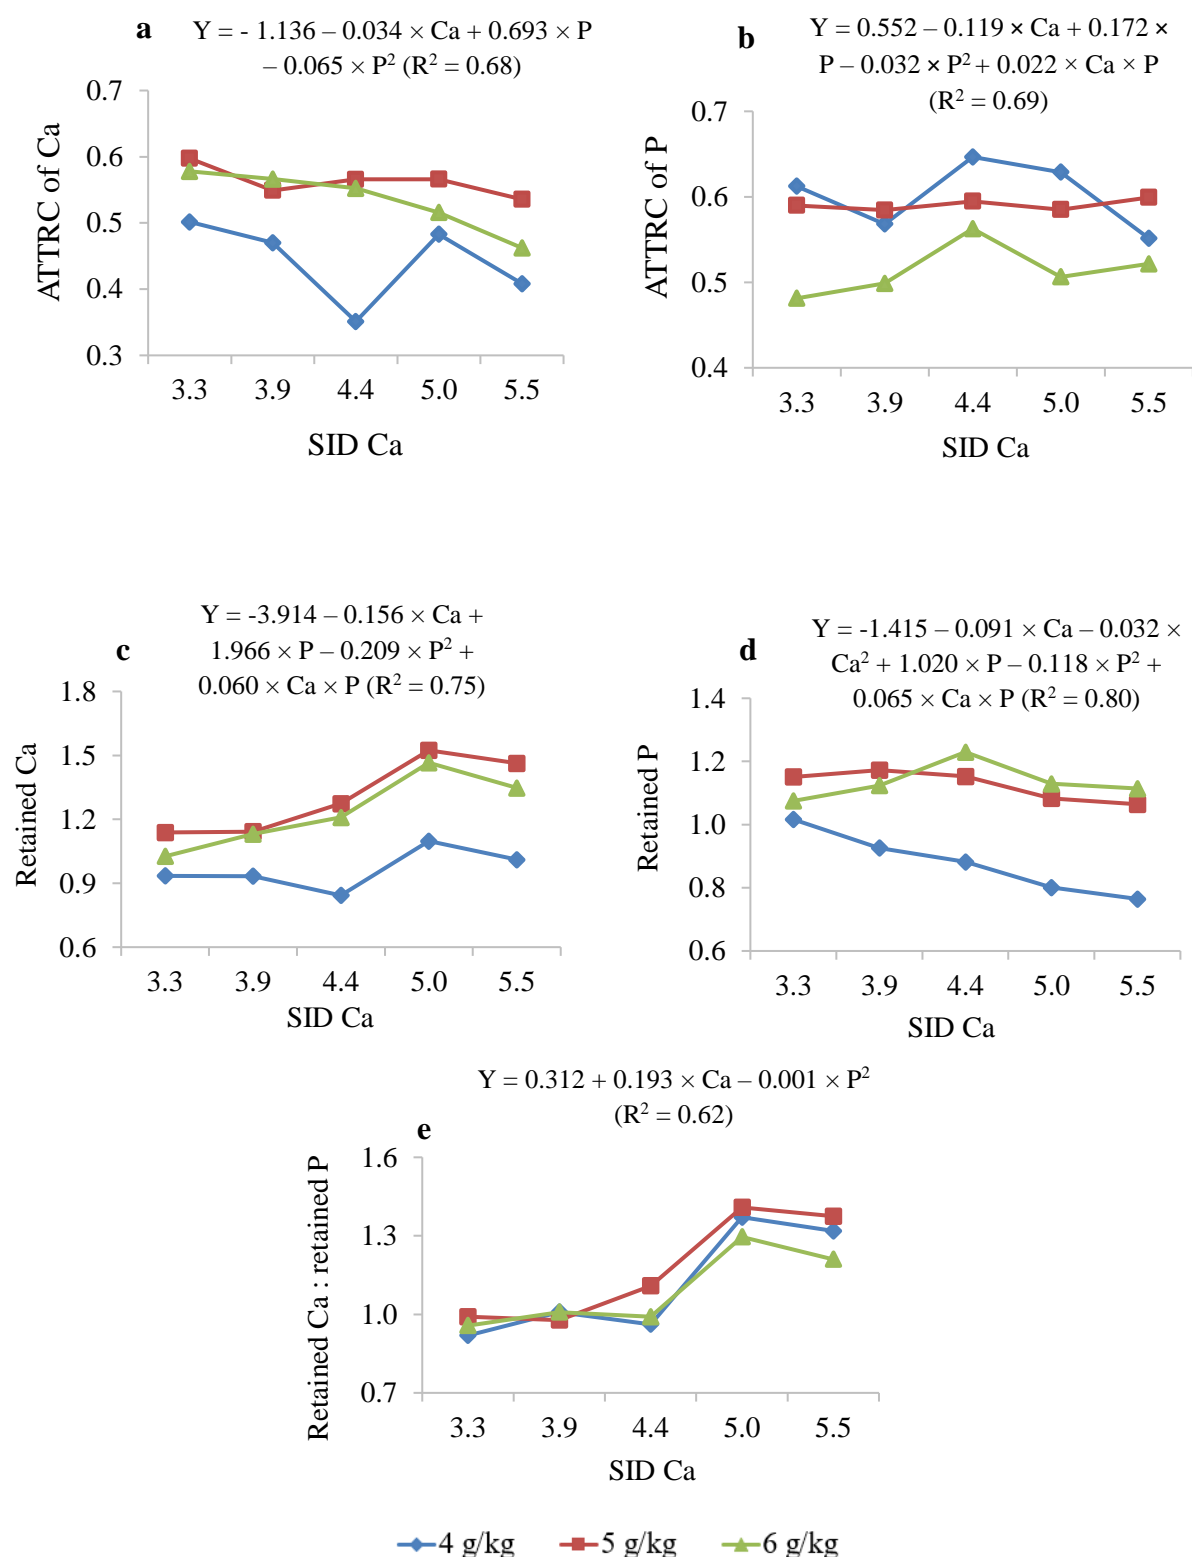 a
Y = - 1.136 – 0.034 × Ca + 0.693 × P
– 0.065 × P² (R² = 0.68)
0.7
0.6
0.5
0.4
0.3
ATTRC of Ca
3.3 3.9 4.4 5.0 5.5
SID Ca
b
Y = 0.552 – 0.119 × Ca + 0.172 ×
P – 0.032 × P² + 0.022 × Ca × P
(R² = 0.69)
0.7
0.6
0.5
0.4
ATTRC of P
3.3 3.9 4.4 5.0 5.5
SID Ca
c
Y = -3.914 – 0.156 × Ca +
1.966 × P – 0.209 × P² +
0.060 × Ca × P (R² = 0.75)
1.8
1.5
1.2
0.9
0.6
Retained Ca
3.3 3.9 4.4 5.0 5.5
SID Ca
d
Y = -1.415 – 0.091 × Ca – 0.032 ×
Ca² + 1.020 × P – 0.118 × P² +
0.065 × Ca × P (R² = 0.80)
1.4
1.2
1.0
0.8
0.6
Retained P
3.3 3.9 4.4 5.0 5.5
SID Ca
e
Y = 0.312 + 0.193 × Ca – 0.001 × P²
(R² = 0.62)
1.6
1.3
1.0
0.7
Retained Ca : retained P
3.3 3.9 4.4 5.0 5.5
SID Ca
4 g/kg 5 g/kg 6 g/kg